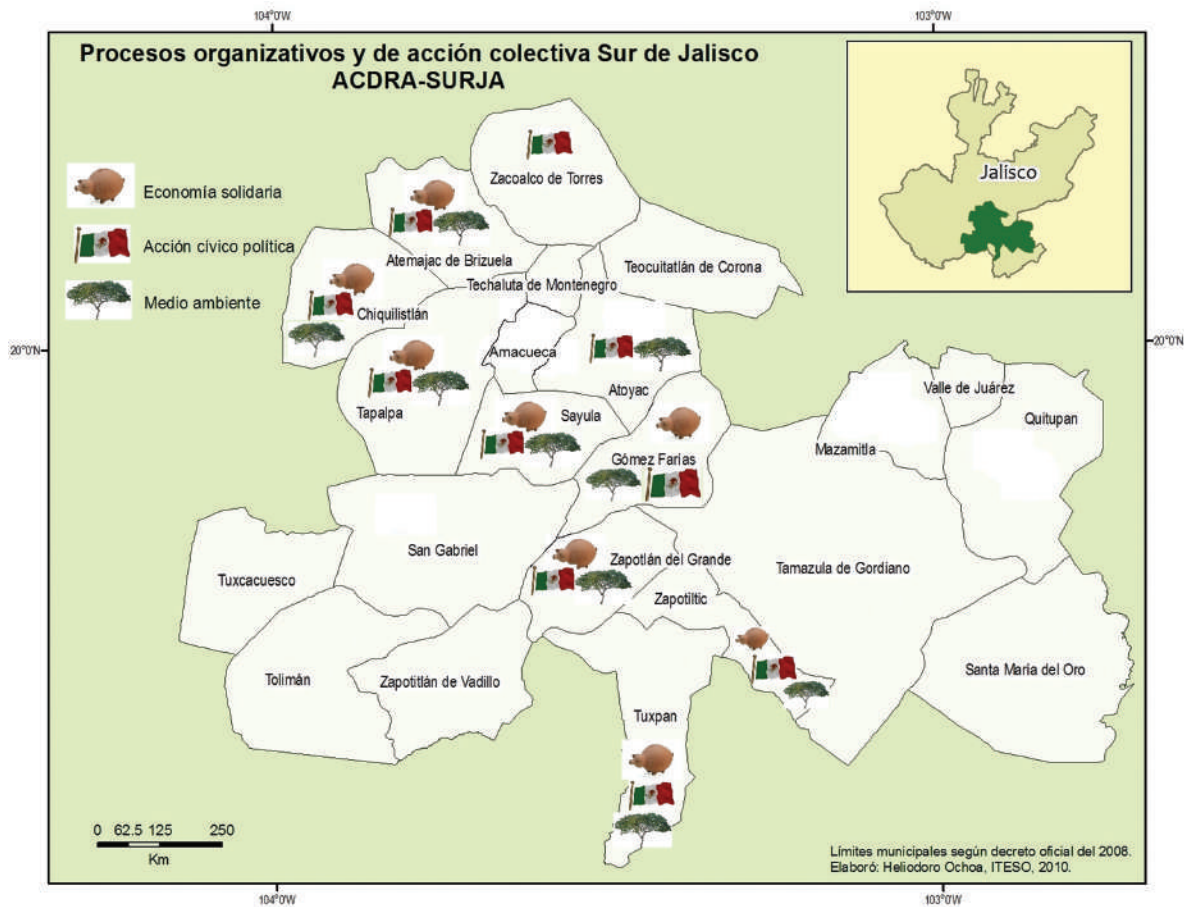 104°0'W
103°0'W
Procesos organizativos y de acción colectiva Sur de Jalisco
ACDRA-SURJA
Jalisco
Economía solidaria
Acción cívico política
Medio ambiente
Zacoalco de Torres
Atemajac de Brizuela
Teocuitatlán de Corona
Techaluta de Montenegro
Chiquilistlán
20°0'N
20°0'N
Amacueca
Atoyac
Tapalpa
Sayula
Valle de Juárez
Quitupan
Mazamitla
Gómez Farías
San Gabriel
Zapotlán del Grande
Tuxcacuesco
Tamazula de Gordiano
Zapotiltic
Tolimán
Zapotitlán de Vadillo
Santa María del Oro
Tuxpan
0 62.5 125 250
Km
Límites municipales según decreto oficial del 2008.
Elaboró: Heliodoro Ochoa, ITESO, 2010.
104°0'W
103°0'W